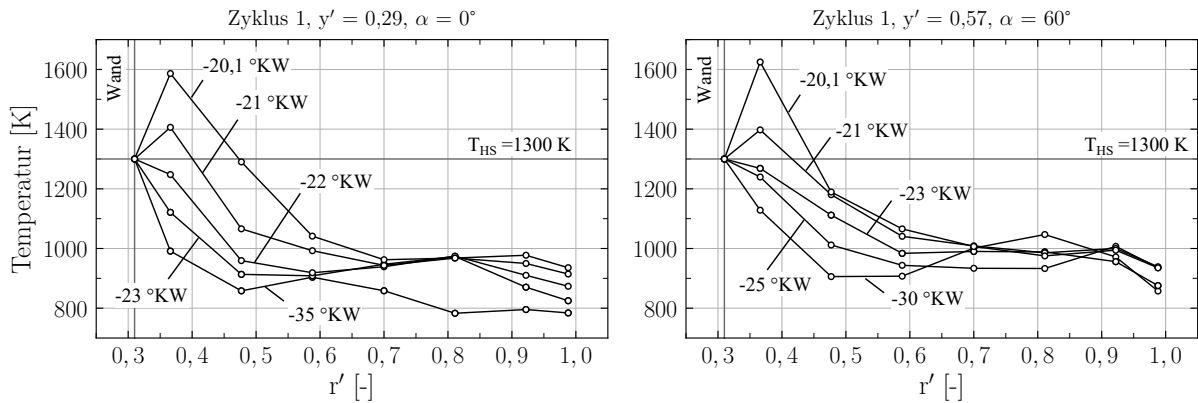 Zyklus 1, y′ = 0,29, α = 0°
Temperatur [K]
1600
1400
1200
1000
800
Wand
-20,1 °KW
-21 °KW
T_HS =1300 K
-22 °KW
-23 °KW
-35 °KW
0,3 0,4 0,5 0,6 0,7 0,8 0,9 1,0
r′ [-]
Zyklus 1, y′ = 0,57, α = 60°
1600
1400
1200
1000
800
Wand
-20,1 °KW
-21 °KW
T_HS =1300 K
-23 °KW
-25 °KW
-30 °KW
0,3 0,4 0,5 0,6 0,7 0,8 0,9 1,0
r′ [-]